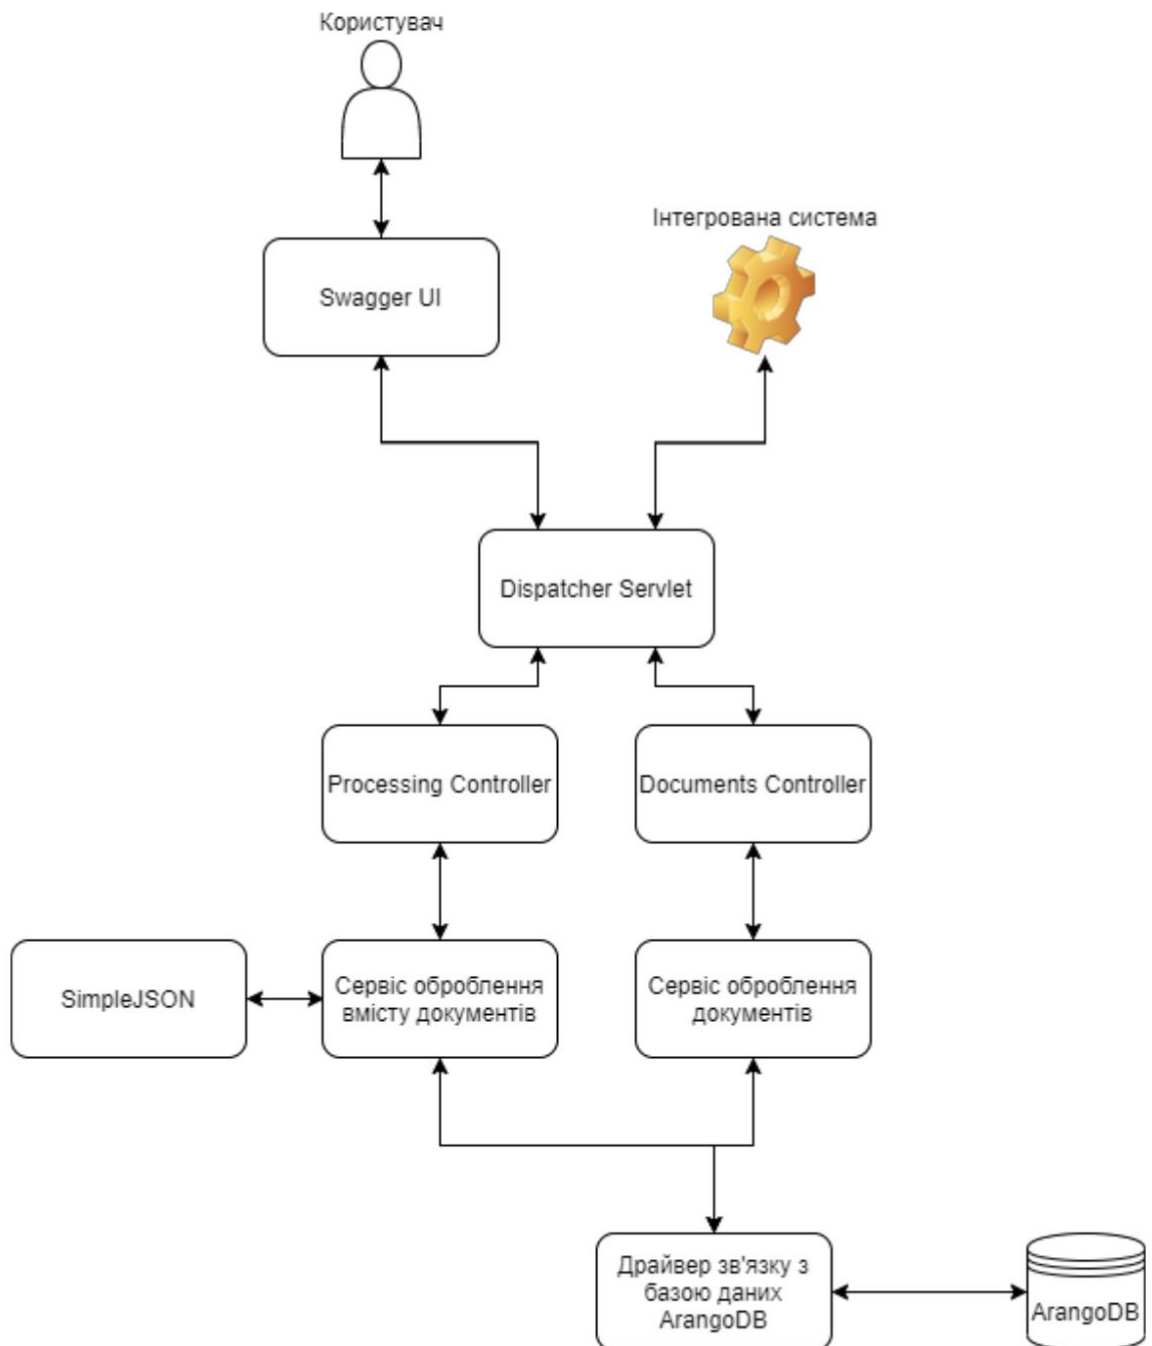 Користувач
Інтегрована система
Swagger UI
Dispatcher Servlet
Processing Controller
Documents Controller
SimpleJSON
Сервіс оброблення
вмісту документів
Сервіс оброблення
документів
Драйвер зв'язку з
базою даних
ArangoDB
ArangoDB